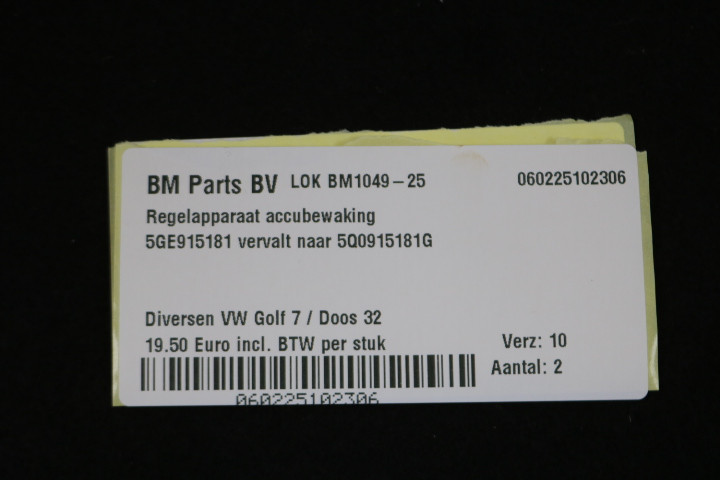 BM Parts BV LOK BM1049-25 060225102306
Regelapparaat accubewaking
5GE915181 vervalt naar 5Q0915181G
Diversen VW Golf 7 / Doos 32
19.50 Euro incl. BTW per stuk Verz: 10
Aantal: 2
060225102306